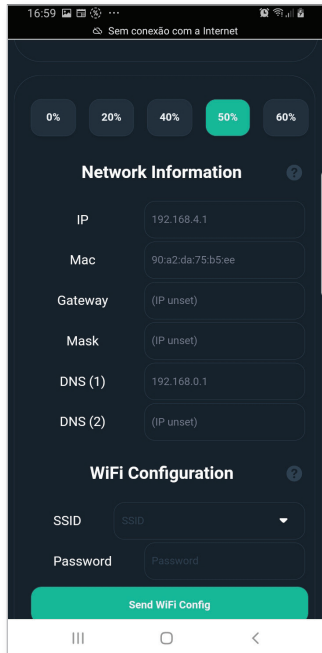 16:59
Sem conexão com a Internet
0% 20% 40% 50% 60%
Network Information ?
IP 192.168.4.1
Mac 90:a2:da:75:b5:ee
Gateway (IP unset)
Mask (IP unset)
DNS (1) 192.168.0.1
DNS (2) (IP unset)
WiFi Configuration ?
SSID SSID
Password Password
Send WiFi Config